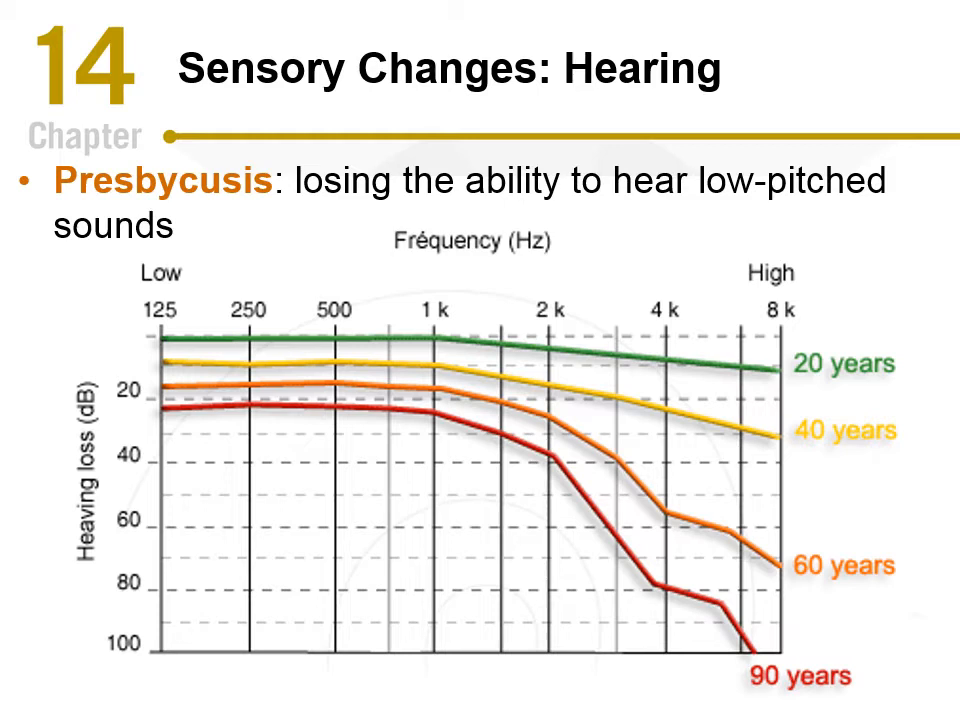 14
Chapter
Sensory Changes: Hearing
• Presbycusis: losing the ability to hear low-pitched
sounds
Fréquency (Hz)
Low High
125 250 500 1 k 2 k 4 k 8 k
Heaving loss (dB)
20
40
60
80
100
20 years
40 years
60 years
90 years